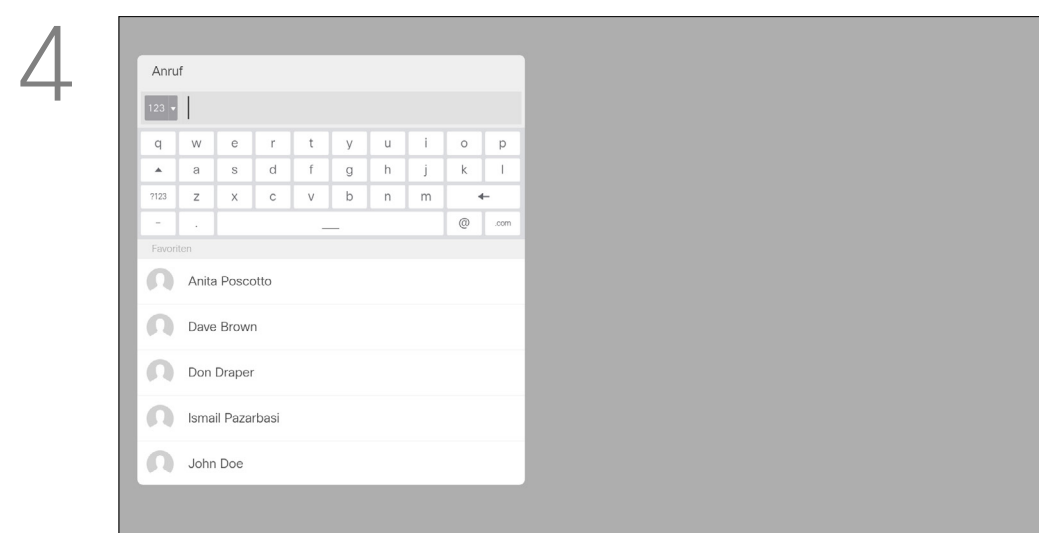 4
Anruf
123
q w e r t y u i o p
a s d f g h j k l
?123 z x c v b n m
- . @ .com
Favoriten
Anita Poscotto
Dave Brown
Don Draper
Ismail Pazarbasi
John Doe